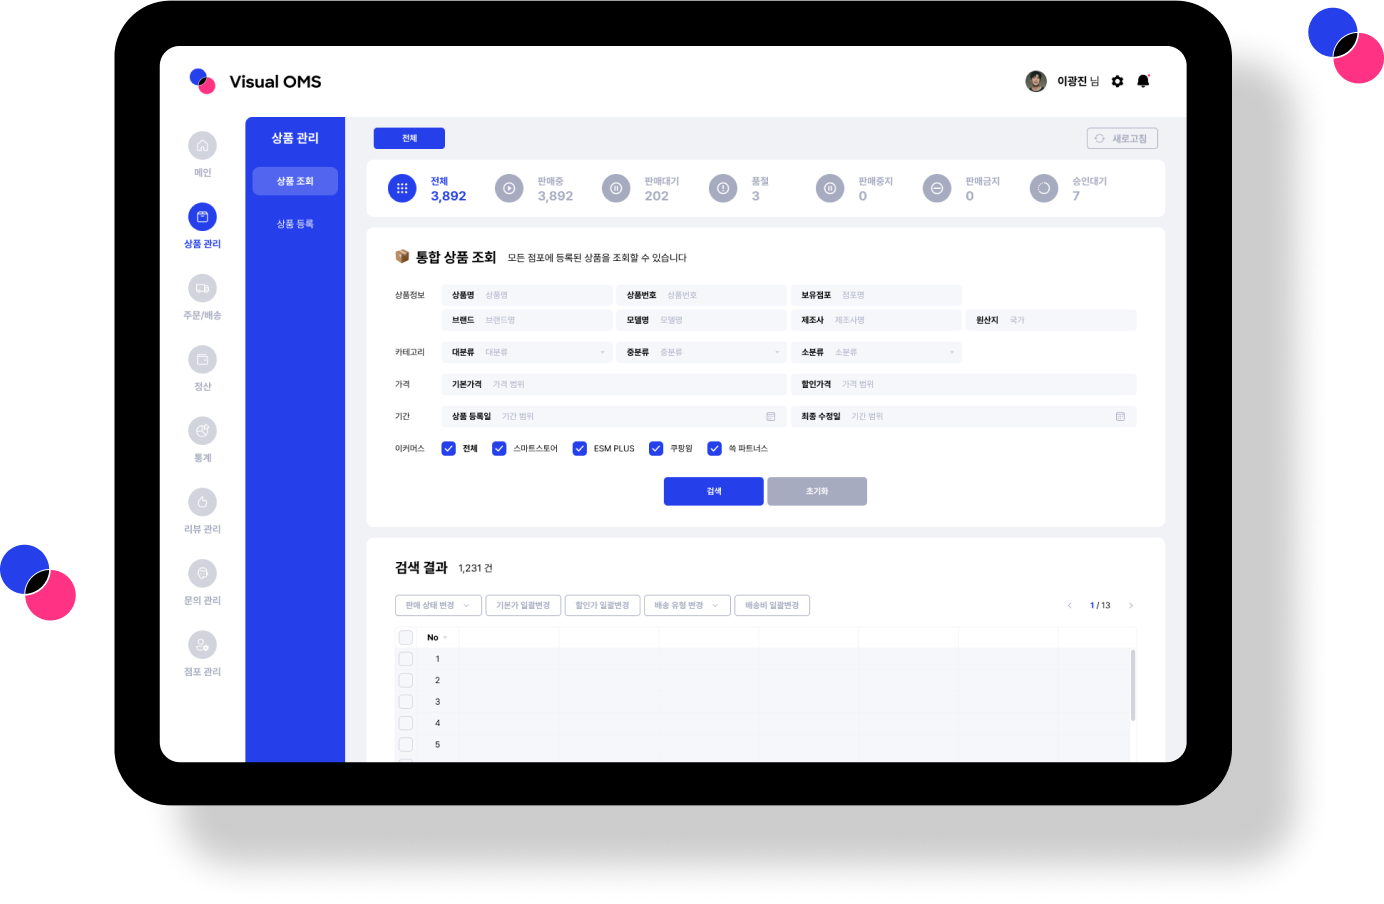 Visual OMS
이광진 님
메인
상품 관리
주문/배송
정산
통계
리뷰 관리
문의 관리
점포 관리
상품 관리
상품 조회
상품 등록
전체
새로고침
전체 3,892
판매중 3,892
판매대기 202
품절 3
판매중지 0
판매금지 0
승인대기 7
통합 상품 조회 모든 점포에 등록된 상품을 조회할 수 있습니다
상품정보 상품명 상품명 상품번호 상품번호 보유점포 점포명
브랜드 브랜드명 모델명 모델명 제조사 제조사명 원산지 국가
카테고리 대분류 대분류 중분류 중분류 소분류 소분류
가격 기본가격 가격 범위 할인가격 가격 범위
기간 상품 등록일 기간 범위 최종 수정일 기간 범위
이커머스 전체 스마트스토어 ESM PLUS 쿠팡윙 쓱 파트너스
검색 초기화
검색 결과 1,231 건
판매 상태 변경 기본가 일괄변경 할인가 일괄변경 배송 유형 변경 배송비 일괄변경 1 / 13
No
1
2
3
4
5